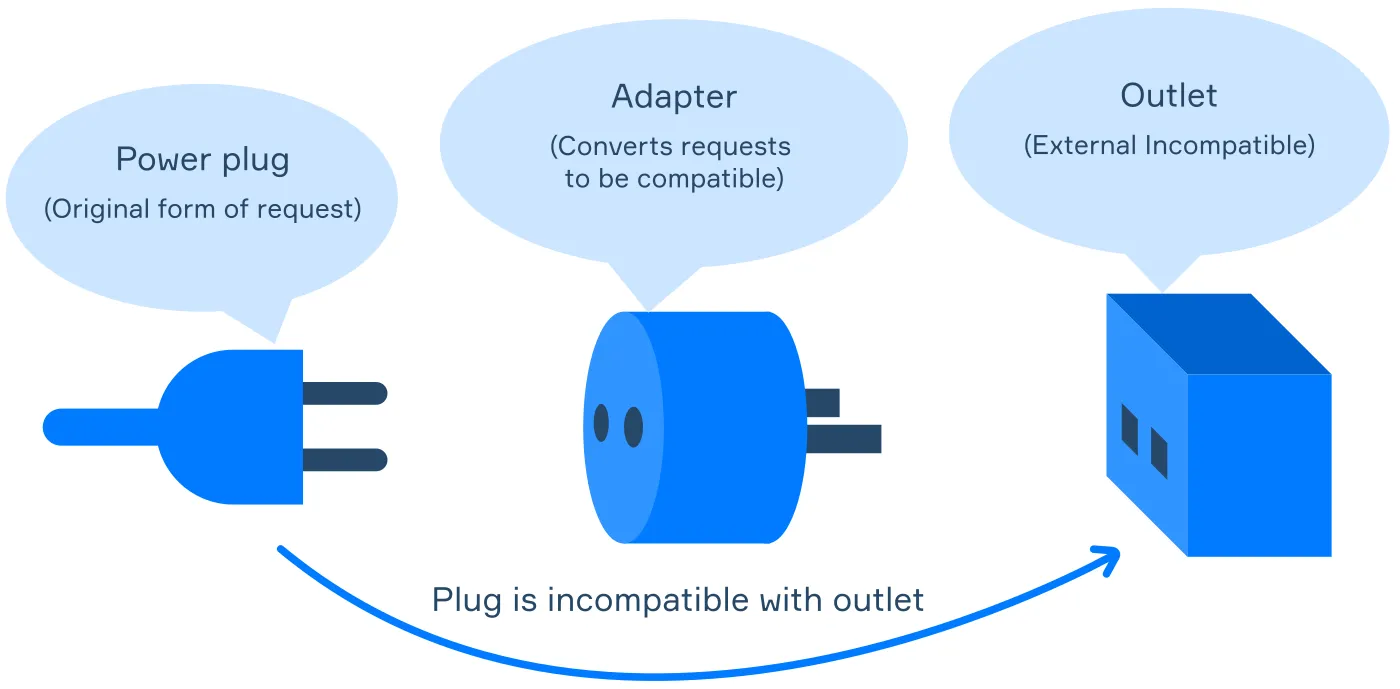 Power plug
(Original form of request)
Adapter
(Converts requests
to be compatible)
Outlet
(External Incompatible)
Plug is incompatible with outlet